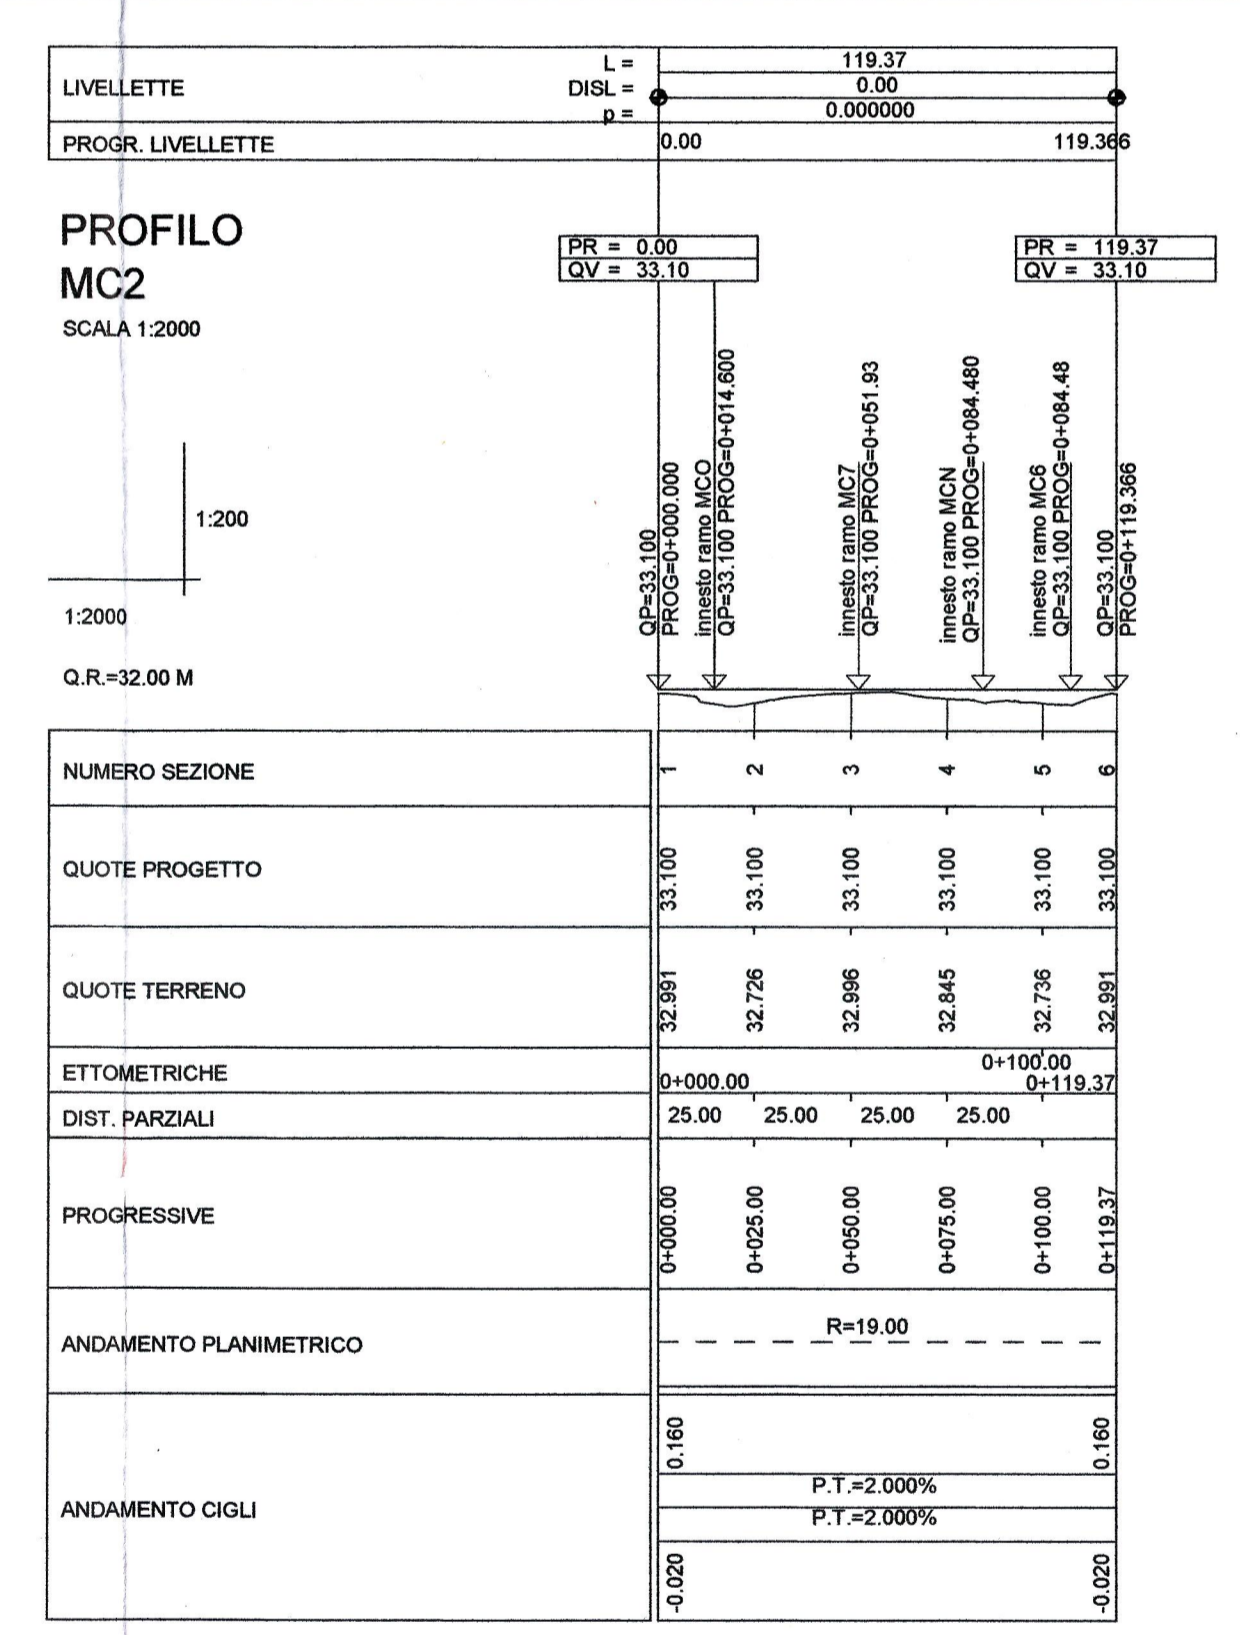 LIVELLETTE
L = 119.37
DISL = 0.00
p = 0.000000
PROGR. LIVELLETTE 0.00 119.366
PROFILO
MC2
SCALA 1:2000
PR = 0.00
QV = 33.10
PR = 119.37
QV = 33.10
1:200
1:2000
Q.R.=32.00 M
QP=33.100
PROG=0+000.000
innesto ramo MCO
QP=33.100 PROG=0+014.600
innesto ramo MC7
QP=33.100 PROG=0+051.93
innesto ramo MCN
QP=33.100 PROG=0+084.480
innesto ramo MC6
QP=33.100 PROG=0+084.48
QP=33.100
PROG=0+119.366
NUMERO SEZIONE 1 2 3 4 5 6
QUOTE PROGETTO 33.100 33.100 33.100 33.100 33.100 33.100
QUOTE TERRENO 32.991 32.726 32.996 32.845 32.736 32.991
ETTOMETRICHE
0+100.00
0+000.00 0+119.37
DIST. PARZIALI 25.00 25.00 25.00 25.00
PROGRESSIVE 0+000.00 0+025.00 0+050.00 0+075.00 0+100.00 0+119.37
ANDAMENTO PLANIMETRICO
R=19.00
ANDAMENTO CIGLI
0.160 0.160
P.T.=2.000%
P.T.=2.000%
-0.020 -0.020